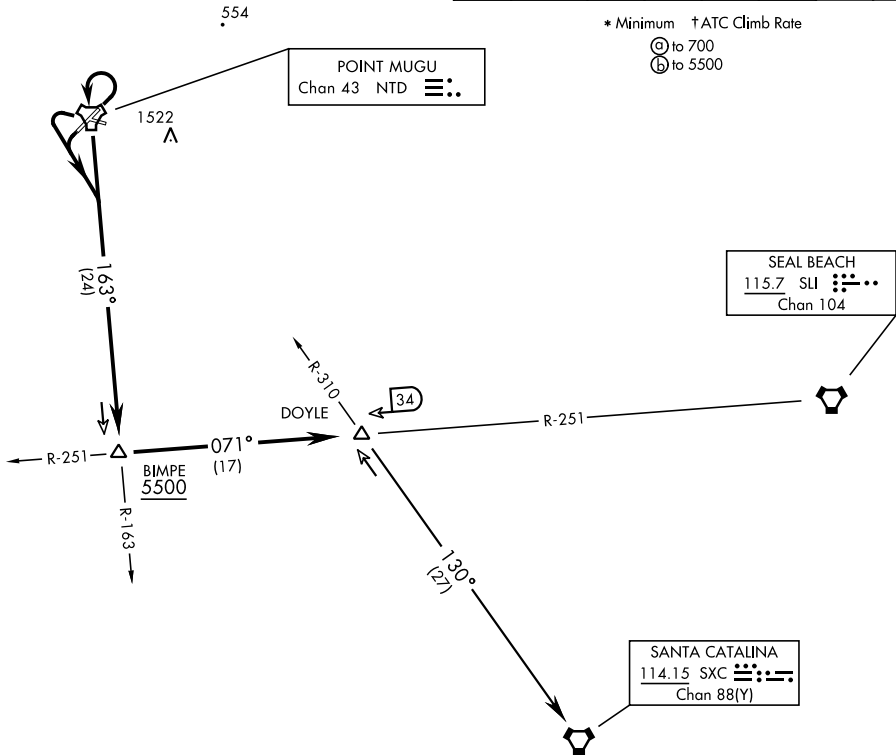 554
* Minimum †ATC Climb Rate
ⓐ to 700
ⓑ to 5500
POINT MUGU
Chan 43 NTD
1522
163°
(24)
SEAL BEACH
115.7 SLI
Chan 104
R-310
34
DOYLE
R-251
R-251
071°
(17)
BIMPE
5500
R-163
130°
(27)
SANTA CATALINA
114.15 SXC
Chan 88(Y)